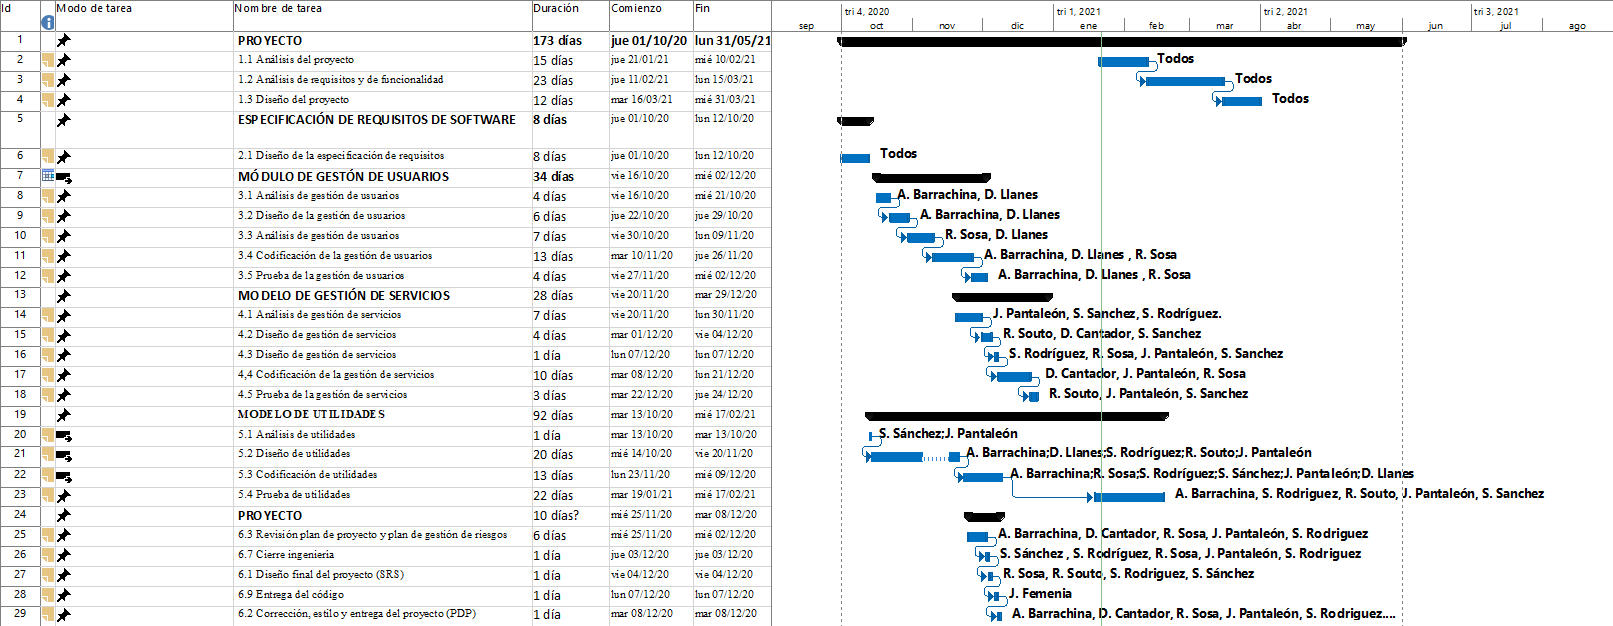 Id Modo de tarea Nombre de tarea Duración Comienzo Fin tri 4, 2020 tri 1, 2021 tri 2, 2021 tri 3, 2021
sep oct nov dic ene feb mar abr may jun jul ago
1 PROYECTO 173 días jue 01/10/20 lun 31/05/21
2 1.1 Análisis del proyecto 15 días jue 21/01/21 mié 10/02/21 Todos
3 1.2 Análisis de requisitos y de funcionalidad 23 días jue 11/02/21 lun 15/03/21 Todos
4 1.3 Diseño del proyecto 12 días mar 16/03/21 mié 31/03/21 Todos
5 ESPECIFICACIÓN DE REQUISITOS DE SOFTWARE 8 días jue 01/10/20 lun 12/10/20
6 2.1 Diseño de la especificación de requisitos 8 días jue 01/10/20 lun 12/10/20 Todos
7 MÓDULO DE GESTÓN DE USUARIOS 34 días vie 16/10/20 mié 02/12/20
8 3.1 Análisis de gestión de usuarios 4 días vie 16/10/20 mié 21/10/20 A. Barrachina, D. Llanes
9 3.2 Diseño de la gestión de usuarios 6 días jue 22/10/20 jue 29/10/20 A. Barrachina, D. Llanes
10 3.3 Análisis de gestión de usuarios 7 días vie 30/10/20 lun 09/11/20 R. Sosa, D. Llanes
11 3.4 Codificación de la gestión de usuarios 13 días mar 10/11/20 jue 26/11/20 A. Barrachina, D. Llanes , R. Sosa
12 3.5 Prueba de la gestión de usuarios 4 días vie 27/11/20 mié 02/12/20 A. Barrachina, D. Llanes , R. Sosa
13 MODELO DE GESTIÓN DE SERVICIOS 28 días vie 20/11/20 mar 29/12/20
14 4.1 Análisis de gestión de servicios 7 días vie 20/11/20 lun 30/11/20 J. Pantaleón, S. Sanchez, S. Rodríguez.
15 4.2 Diseño de gestión de servicios 4 días mar 01/12/20 vie 04/12/20 R. Souto, D. Cantador, S. Sanchez
16 4.3 Diseño de gestión de servicios 1 día lun 07/12/20 lun 07/12/20 S. Rodríguez, R. Sosa, J. Pantaleón, S. Sanchez
17 4,4 Codificación de la gestión de servicios 10 días mar 08/12/20 lun 21/12/20 D. Cantador, J. Pantaleón, R. Sosa
18 4.5 Prueba de la gestión de servicios 3 días mar 22/12/20 jue 24/12/20 R. Souto, J. Pantaleón, S. Sanchez
19 MODELO DE UTILIDADES 92 días mar 13/10/20 mié 17/02/21
20 5.1 Análisis de utilidades 1 día mar 13/10/20 mar 13/10/20 S. Sánchez;J. Pantaleón
21 5.2 Diseño de utilidades 20 días mié 14/10/20 vie 20/11/20 A. Barrachina;D. Llanes;S. Rodríguez;R. Souto;J. Pantaleón
22 5.3 Codificación de utilidades 13 días lun 23/11/20 mié 09/12/20 A. Barrachina;R. Sosa;S. Rodríguez;S. Sánchez;J. Pantaleón;D. Llanes
23 5.4 Prueba de utilidades 22 días mar 19/01/21 mié 17/02/21 A. Barrachina, S. Rodriguez, R. Souto, J. Pantaleón, S. Sanchez
24 PROYECTO 10 días? mié 25/11/20 mar 08/12/20
25 6.3 Revisión plan de proyecto y plan de gestión de riesgos 6 días mié 25/11/20 mié 02/12/20 A. Barrachina, D. Cantador, R. Sosa, J. Pantaleón, S. Rodriguez
26 6.7 Cierre ingenieria 1 día jue 03/12/20 jue 03/12/20 S. Sánchez , S. Rodríguez, R. Sosa, J. Pantaleón, S. Rodriguez
27 6.1 Diseño final del proyecto (SRS) 1 día vie 04/12/20 vie 04/12/20 R. Sosa, R. Souto, S. Rodriguez, S. Sánchez
28 6.9 Entrega del código 1 día lun 07/12/20 lun 07/12/20 J. Femenia
29 6.2 Corrección, estilo y entrega del proyecto (PDP) 1 día mar 08/12/20 mar 08/12/20 A. Barrachina, D. Cantador, R. Sosa, J. Pantaleón, S. Rodriguez....